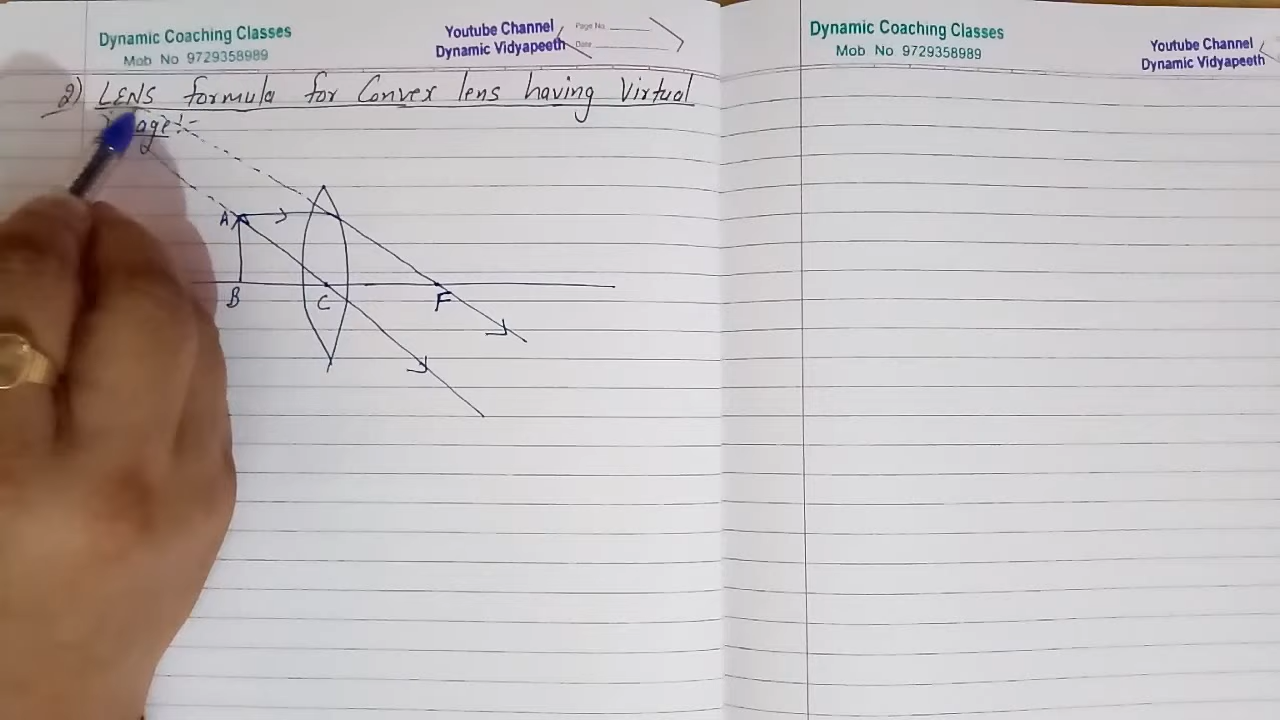 Dynamic Coaching Classes
Mob No 9729358989
Youtube Channel
Dynamic Vidyapeeth
Page No.
Date
2) LENS formula for Convex lens having Virtual
age:-
A
B
C
F
Dynamic Coaching Classes
Mob No 9729358989
Youtube Channel
Dynamic Vidyapeeth